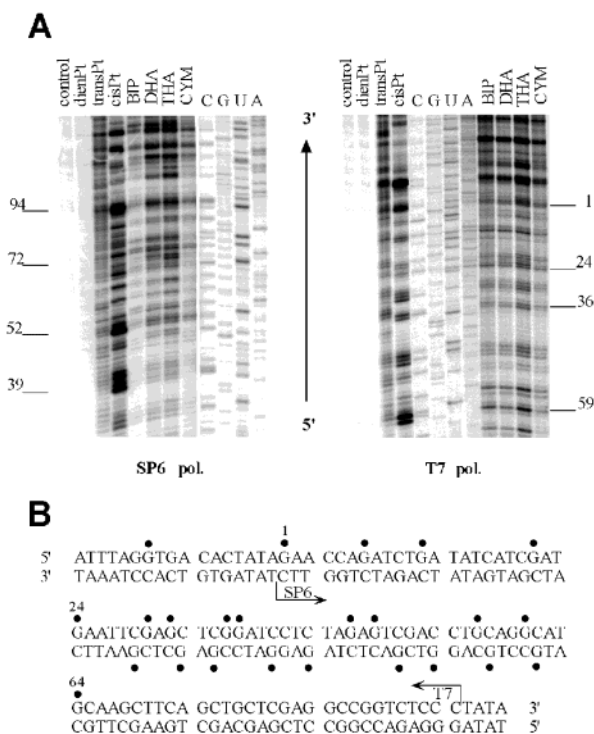 A
control
dienPt
transPt
cisPt
BIP
DHA
THA
CYM
C G U A
94
72
52
39
SP6 pol.
3'
5'
control
dienPt
transPt
cisPt
C G U A
BIP
DHA
THA
CYM
1
24
36
59
T7 pol.
B
1
5' ATTTAGGTGA CACTATAGAA CCAGATCTGA TATCATCGAT
3' TAAATCCACT GTGATATCTT GGTCTAGACT ATAGTAGCTA
SP6
24
GAATTCGAGC TCGGATCCTC TAGAGTCGAC CTGCAGGCAT
CTTAAGCTCG AGCCTAGGAG ATCTCAGCTG GACGTCCGTA
64
GCAAGCTTCA GCTGCTCGAG GCCGGTCTCC CTATA 3'
T7
CGTTCGAAGT CGACGAGCTC CGGCCAGAGG GATAT 5'